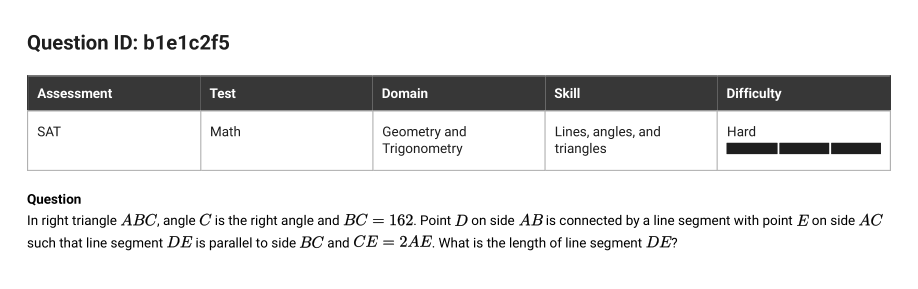 Question ID: b1e1c2f5
Assessment Test Domain Skill Difficulty
SAT Math Geometry and Trigonometry Lines, angles, and triangles Hard
Question
In right triangle ABC, angle C is the right angle and BC = 162. Point D on side AB is connected by a line segment with point E on side AC
such that line segment DE is parallel to side BC and CE = 2AE. What is the length of line segment DE?